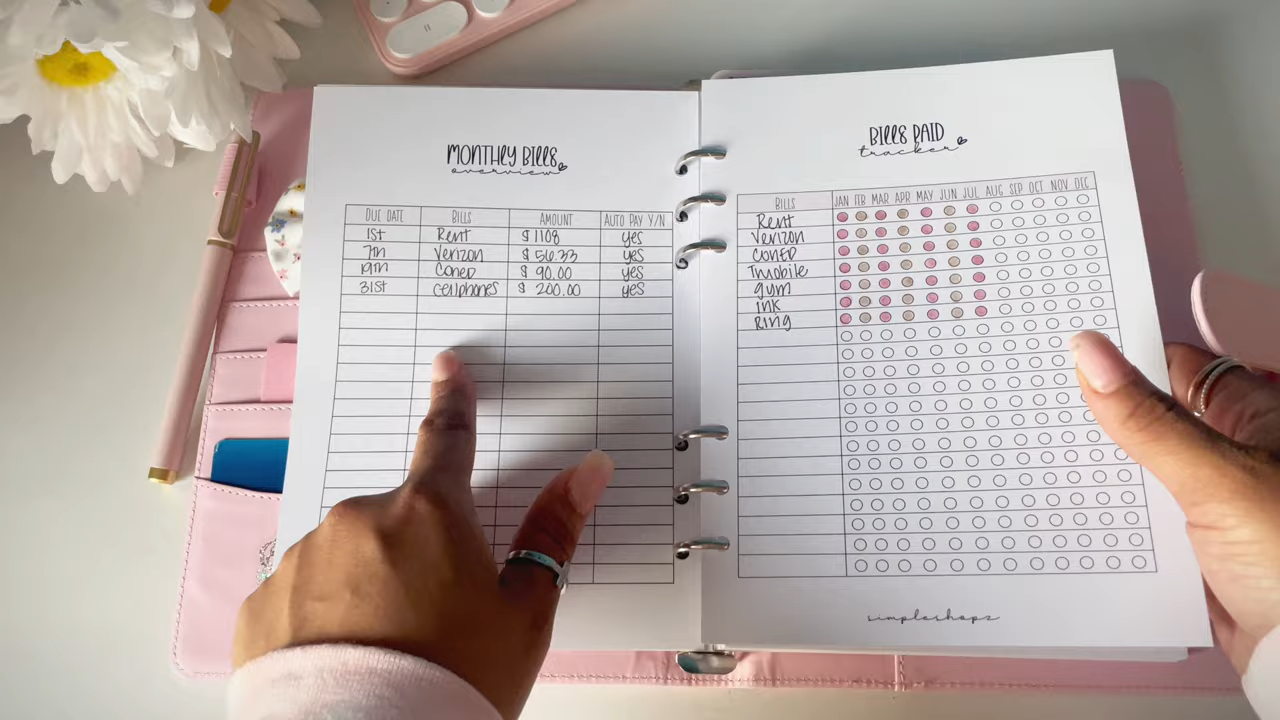 MONTHLY BILLS
overview
DUE DATE BILLS AMOUNT AUTO PAY Y/N
1st Rent $1108 yes
7th Verizon $56.33 yes
19th Coned $90.00 yes
31st cellphones $200.00 yes
BILLS PAID
tracker
BILLS JAN FEB MAR APR MAY JUN JUL AUG SEP OCT NOV DEC
Rent
Verizon
Coned
Tmobile
gym
ink
Ring
simpleshopz